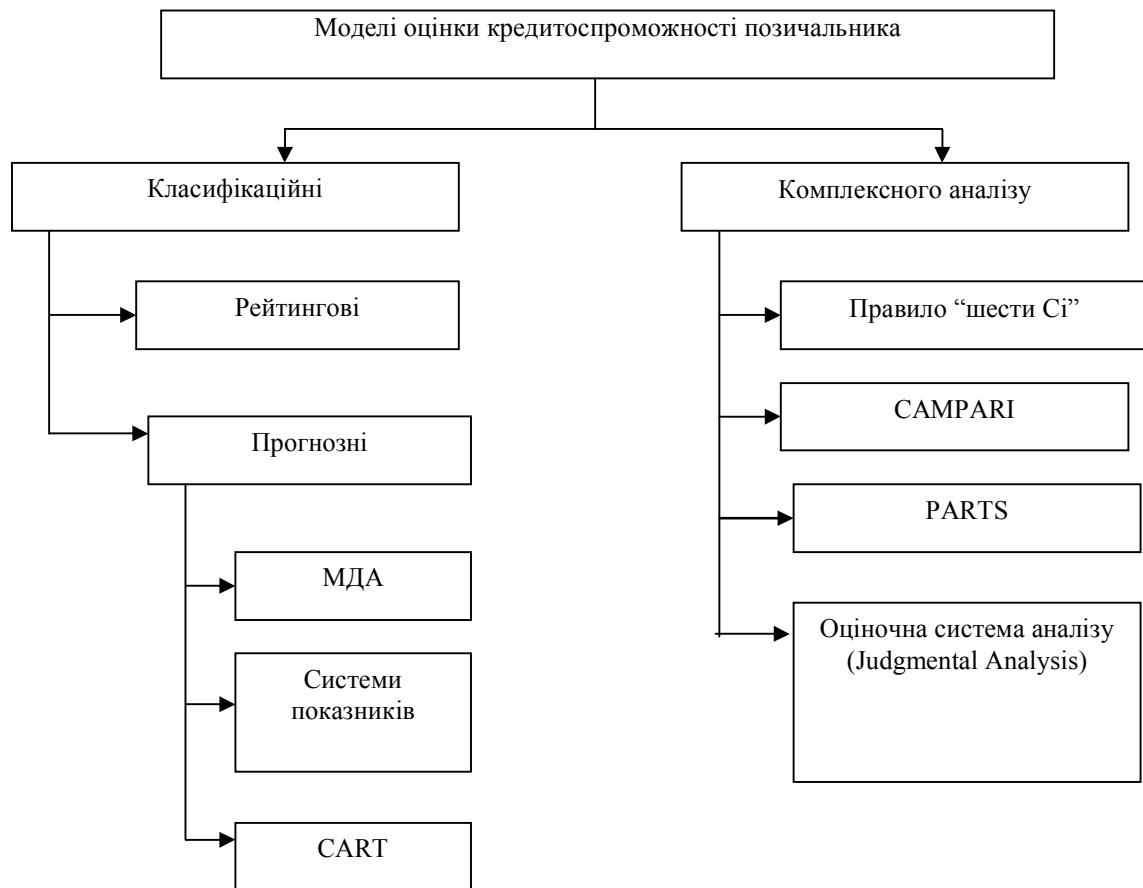 Моделі оцінки кредитоспроможності позичальника
Класифікаційні
Рейтингові
Прогнозні
МДА
Системи
показників
CART
Комплексного аналізу
Правило “шести Сі”
CAMPARI
PARTS
Оціночна система аналізу
(Judgmental Analysis)